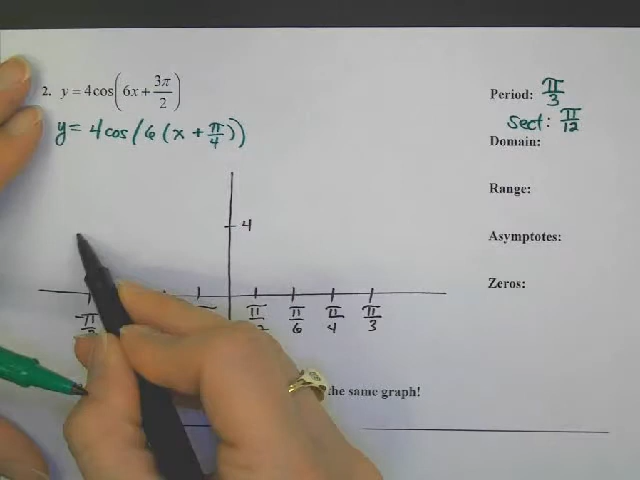 2. y = 4cos(6x + 3π/2)
y = 4cos(6(x + π/4))
Period: π/3
sect: π/12
Domain:
Range:
Asymptotes:
Zeros:
4
π/6 π/4 π/3
the same graph!